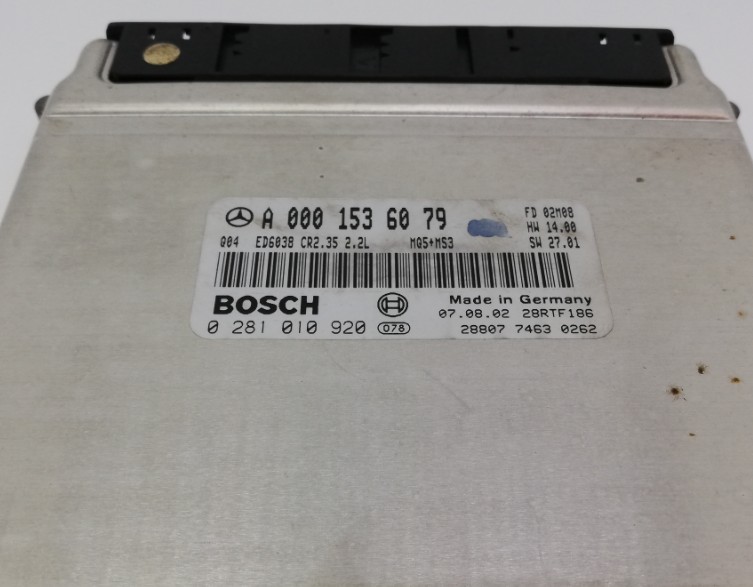 A 000 153 60 79
FD 02M08
HW 14.00
Q04 ED6038 CR2.35 2.2L MQ5+MS3
SW 27.01
BOSCH
Made in Germany
07.08.02 28RTF186
0 281 010 920 078
28807 7463 0262